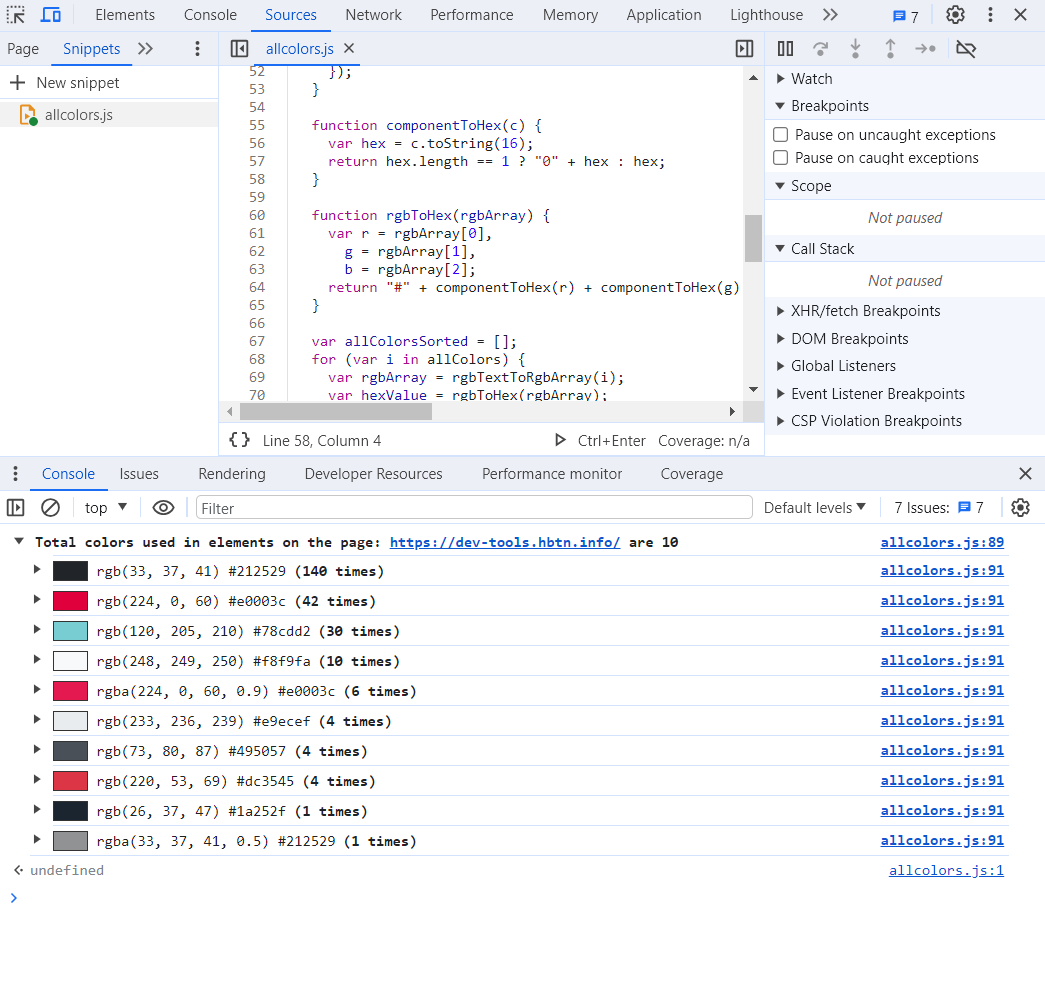 Elements Console Sources Network Performance Memory Application Lighthouse 7
Page Snippets
allcolors.js
New snippet
allcolors.js
52 });
53 }
54
55 function componentToHex(c) {
56 var hex = c.toString(16);
57 return hex.length == 1 ? "0" + hex : hex;
58 }
59
60 function rgbToHex(rgbArray) {
61 var r = rgbArray[0],
62 g = rgbArray[1],
63 b = rgbArray[2];
64 return "#" + componentToHex(r) + componentToHex(g)
65 }
66
67 var allColorsSorted = [];
68 for (var i in allColors) {
69 var rgbArray = rgbTextToRgbArray(i);
70 var hexValue = rgbToHex(rgbArray);
{} Line 58, Column 4 Ctrl+Enter Coverage: n/a
Watch
Breakpoints
Pause on uncaught exceptions
Pause on caught exceptions
Scope
Not paused
Call Stack
Not paused
XHR/fetch Breakpoints
DOM Breakpoints
Global Listeners
Event Listener Breakpoints
CSP Violation Breakpoints
Console Issues Rendering Developer Resources Performance monitor Coverage
top Filter Default levels 7 Issues: 7
Total colors used in elements on the page: https://dev-tools.hbtn.info/ are 10 allcolors.js:89
rgb(33, 37, 41) #212529 (140 times) allcolors.js:91
rgb(224, 0, 60) #e0003c (42 times) allcolors.js:91
rgb(120, 205, 210) #78cdd2 (30 times) allcolors.js:91
rgb(248, 249, 250) #f8f9fa (10 times) allcolors.js:91
rgba(224, 0, 60, 0.9) #e0003c (6 times) allcolors.js:91
rgb(233, 236, 239) #e9ecef (4 times) allcolors.js:91
rgb(73, 80, 87) #495057 (4 times) allcolors.js:91
rgb(220, 53, 69) #dc3545 (4 times) allcolors.js:91
rgb(26, 37, 47) #1a252f (1 times) allcolors.js:91
rgba(33, 37, 41, 0.5) #212529 (1 times) allcolors.js:91
undefined allcolors.js:1